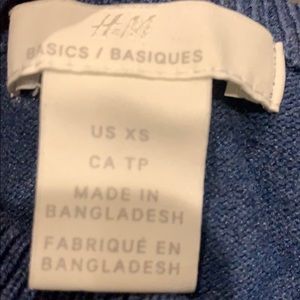 H&M
BASICS / BASIQUES
US XS
CA TP
MADE IN
BANGLADESH
FABRIQUÉ EN
BANGLADESH